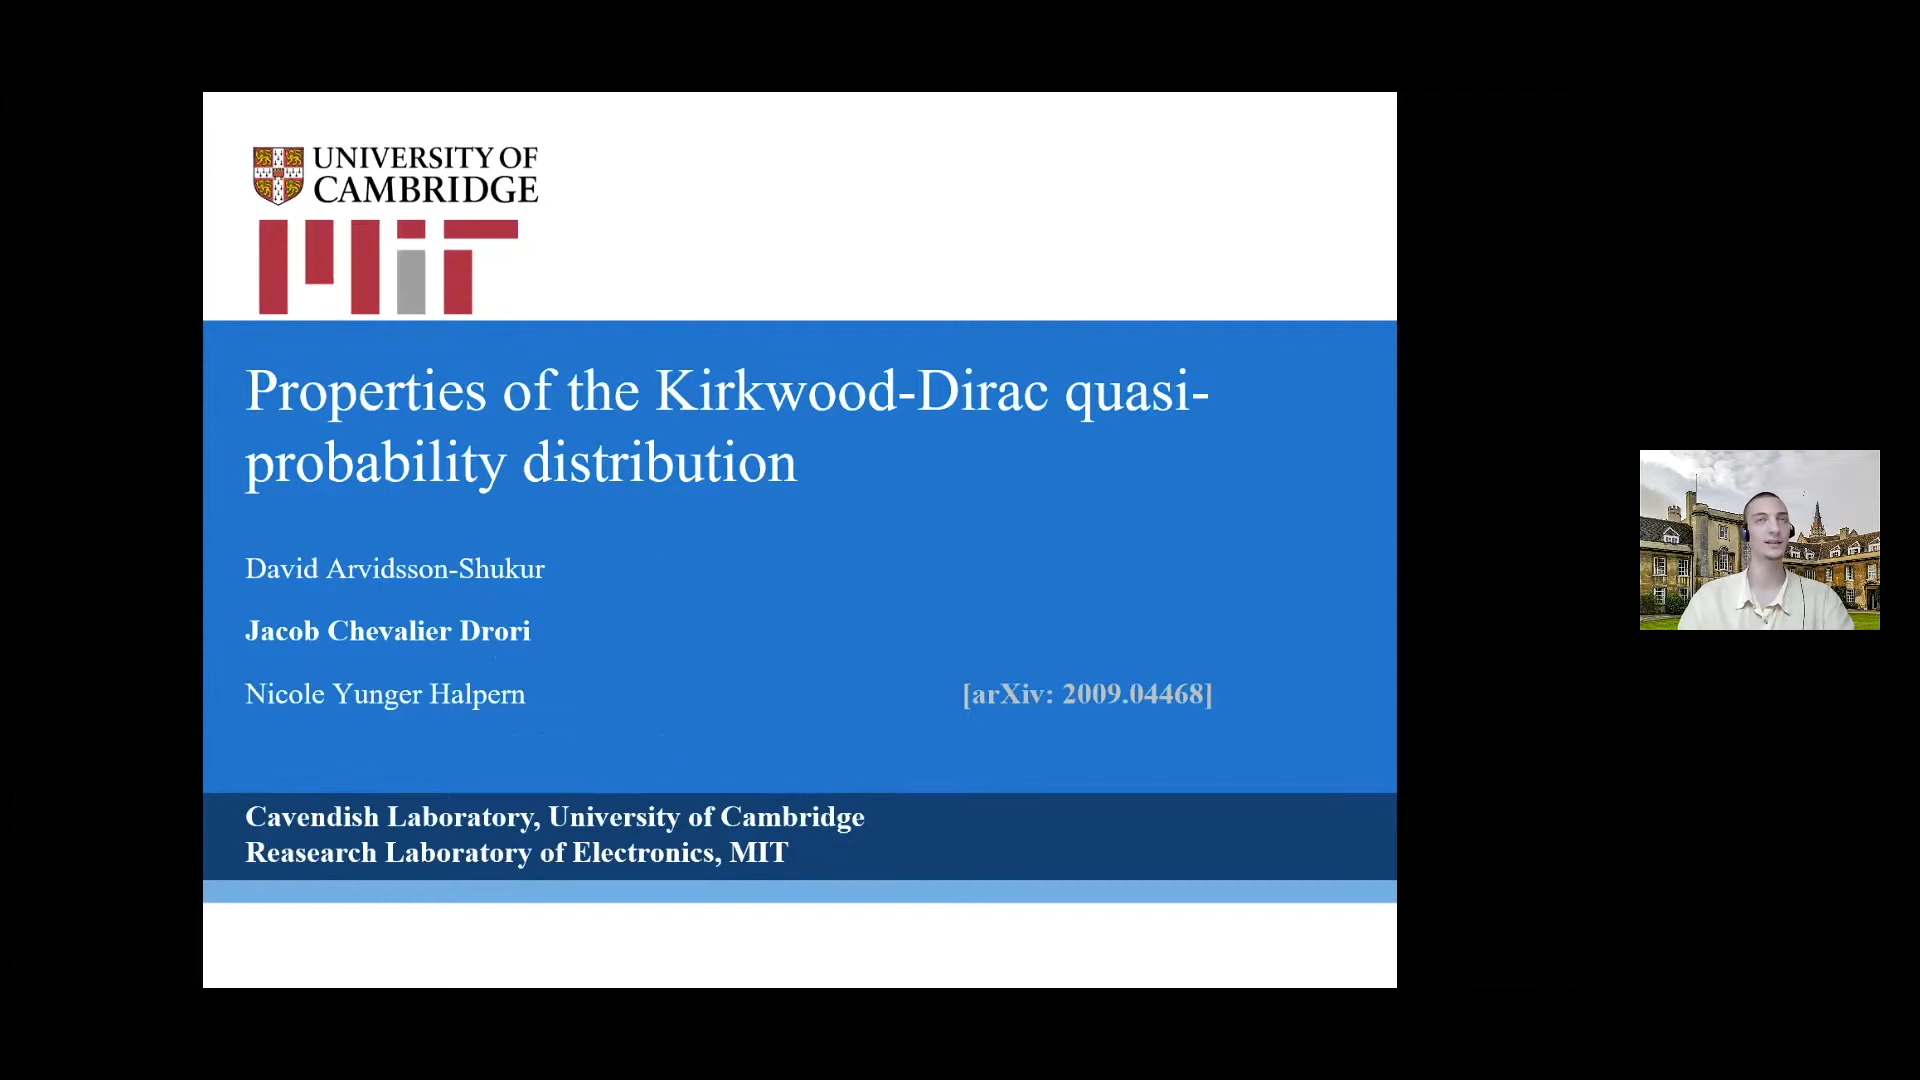 UNIVERSITY OF
CAMBRIDGE
MIT
Properties of the Kirkwood-Dirac quasi-
probability distribution
David Arvidsson-Shukur
Jacob Chevalier Drori
Nicole Yunger Halpern
[arXiv: 2009.04468]
Cavendish Laboratory, University of Cambridge
Reasearch Laboratory of Electronics, MIT